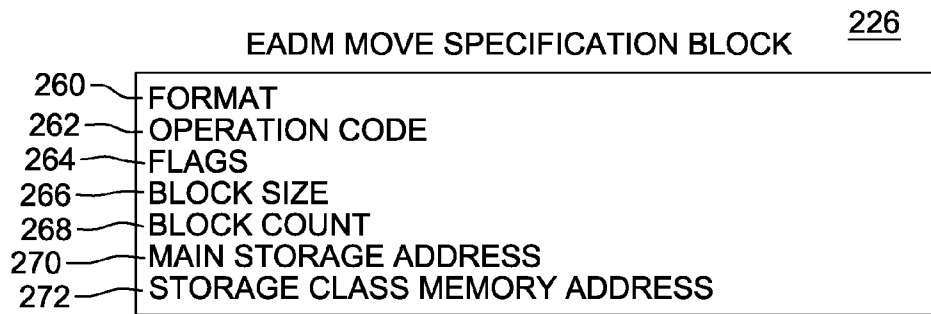 226
EADM MOVE SPECIFICATION BLOCK
260 FORMAT
262 OPERATION CODE
264 FLAGS
266 BLOCK SIZE
268 BLOCK COUNT
270 MAIN STORAGE ADDRESS
272 STORAGE CLASS MEMORY ADDRESS